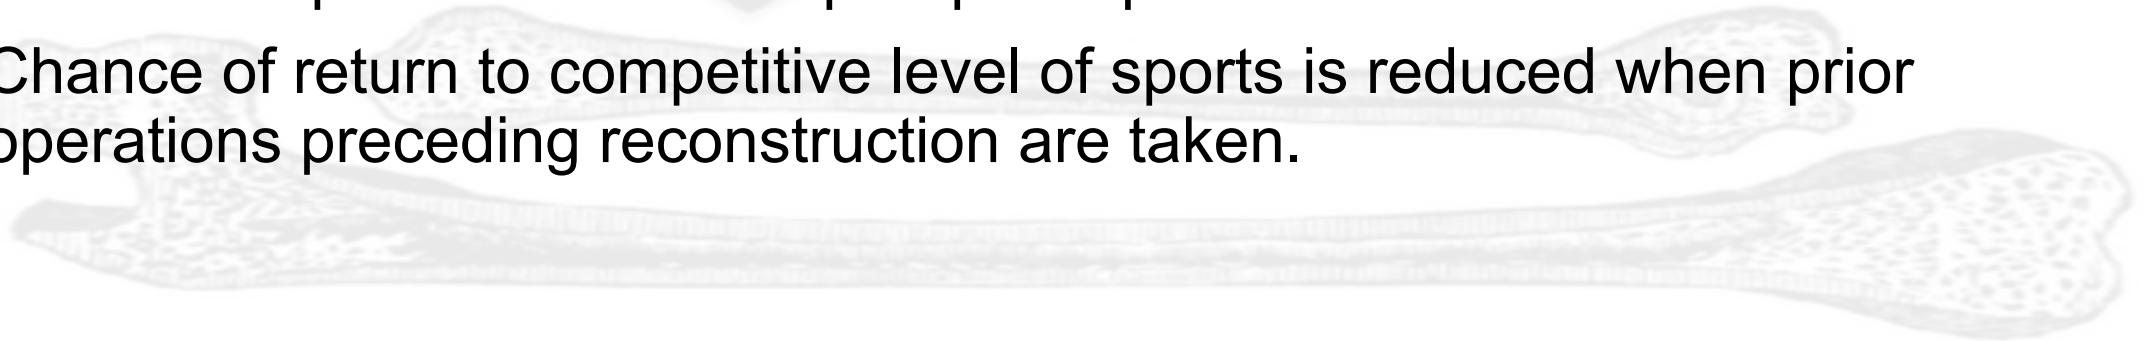 Chance of return to competitive level of sports is reduced when prior
operations preceding reconstruction are taken.